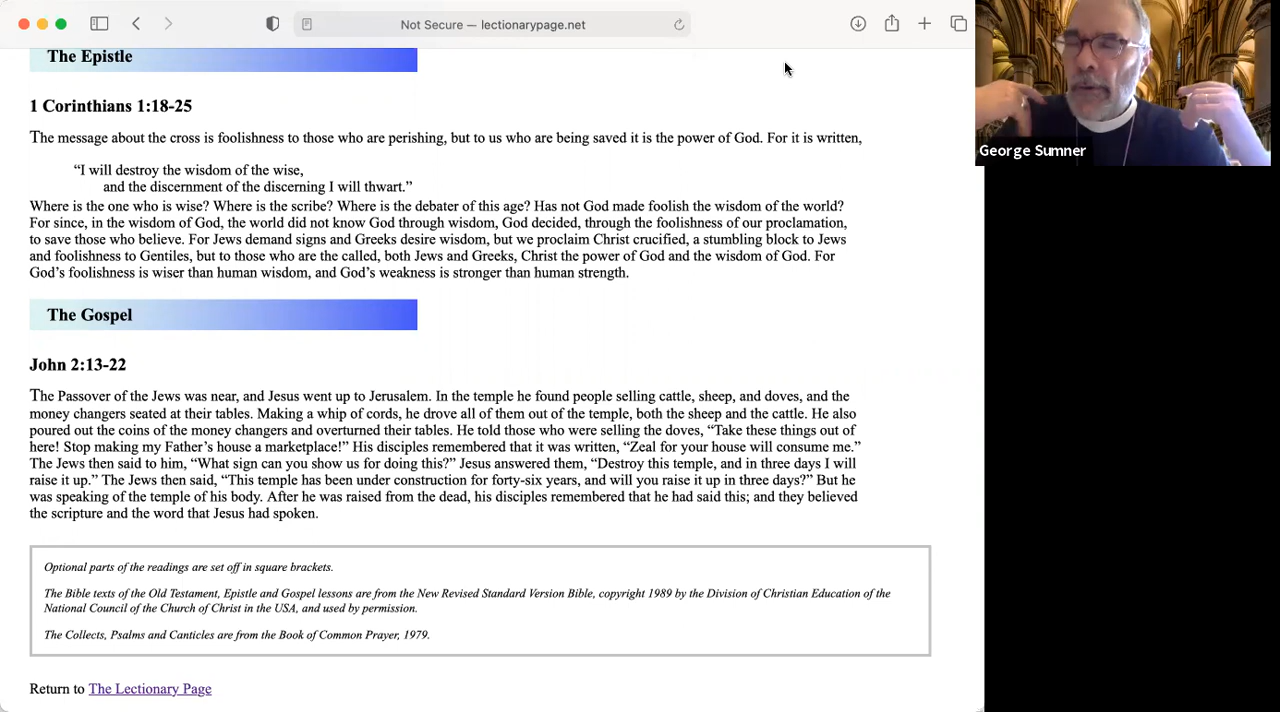 Not Secure — lectionarypage.net
The Epistle
1 Corinthians 1:18-25
The message about the cross is foolishness to those who are perishing, but to us who are being saved it is the power of God. For it is written,
“I will destroy the wisdom of the wise,
and the discernment of the discerning I will thwart.”
Where is the one who is wise? Where is the scribe? Where is the debater of this age? Has not God made foolish the wisdom of the world?
For since, in the wisdom of God, the world did not know God through wisdom, God decided, through the foolishness of our proclamation,
to save those who believe. For Jews demand signs and Greeks desire wisdom, but we proclaim Christ crucified, a stumbling block to Jews
and foolishness to Gentiles, but to those who are the called, both Jews and Greeks, Christ the power of God and the wisdom of God. For
God’s foolishness is wiser than human wisdom, and God’s weakness is stronger than human strength.
The Gospel
John 2:13-22
The Passover of the Jews was near, and Jesus went up to Jerusalem. In the temple he found people selling cattle, sheep, and doves, and the
money changers seated at their tables. Making a whip of cords, he drove all of them out of the temple, both the sheep and the cattle. He also
poured out the coins of the money changers and overturned their tables. He told those who were selling the doves, “Take these things out of
here! Stop making my Father’s house a marketplace!” His disciples remembered that it was written, “Zeal for your house will consume me.”
The Jews then said to him, “What sign can you show us for doing this?” Jesus answered them, “Destroy this temple, and in three days I will
raise it up.” The Jews then said, “This temple has been under construction for forty-six years, and will you raise it up in three days?” But he
was speaking of the temple of his body. After he was raised from the dead, his disciples remembered that he had said this; and they believed
the scripture and the word that Jesus had spoken.
Optional parts of the readings are set off in square brackets.
The Bible texts of the Old Testament, Epistle and Gospel lessons are from the New Revised Standard Version Bible, copyright 1989 by the Division of Christian Education of the
National Council of the Church of Christ in the USA, and used by permission.
The Collects, Psalms and Canticles are from the Book of Common Prayer, 1979.
Return to The Lectionary Page
George Sumner